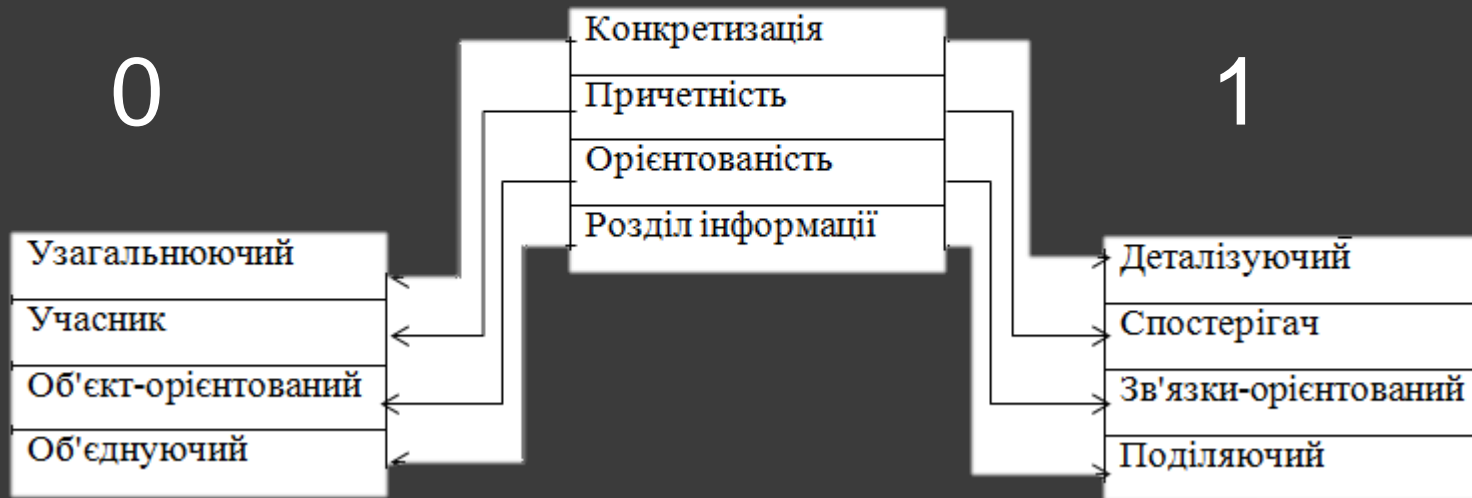 0
Конкретизація
Причетність
Орієнтованість
Розділ інформації
1
Узагальнюючий
Учасник
Об'єкт-орієнтований
Об'єднуючий
Деталізуючий
Спостерігач
Зв'язки-орієнтований
Поділяючий